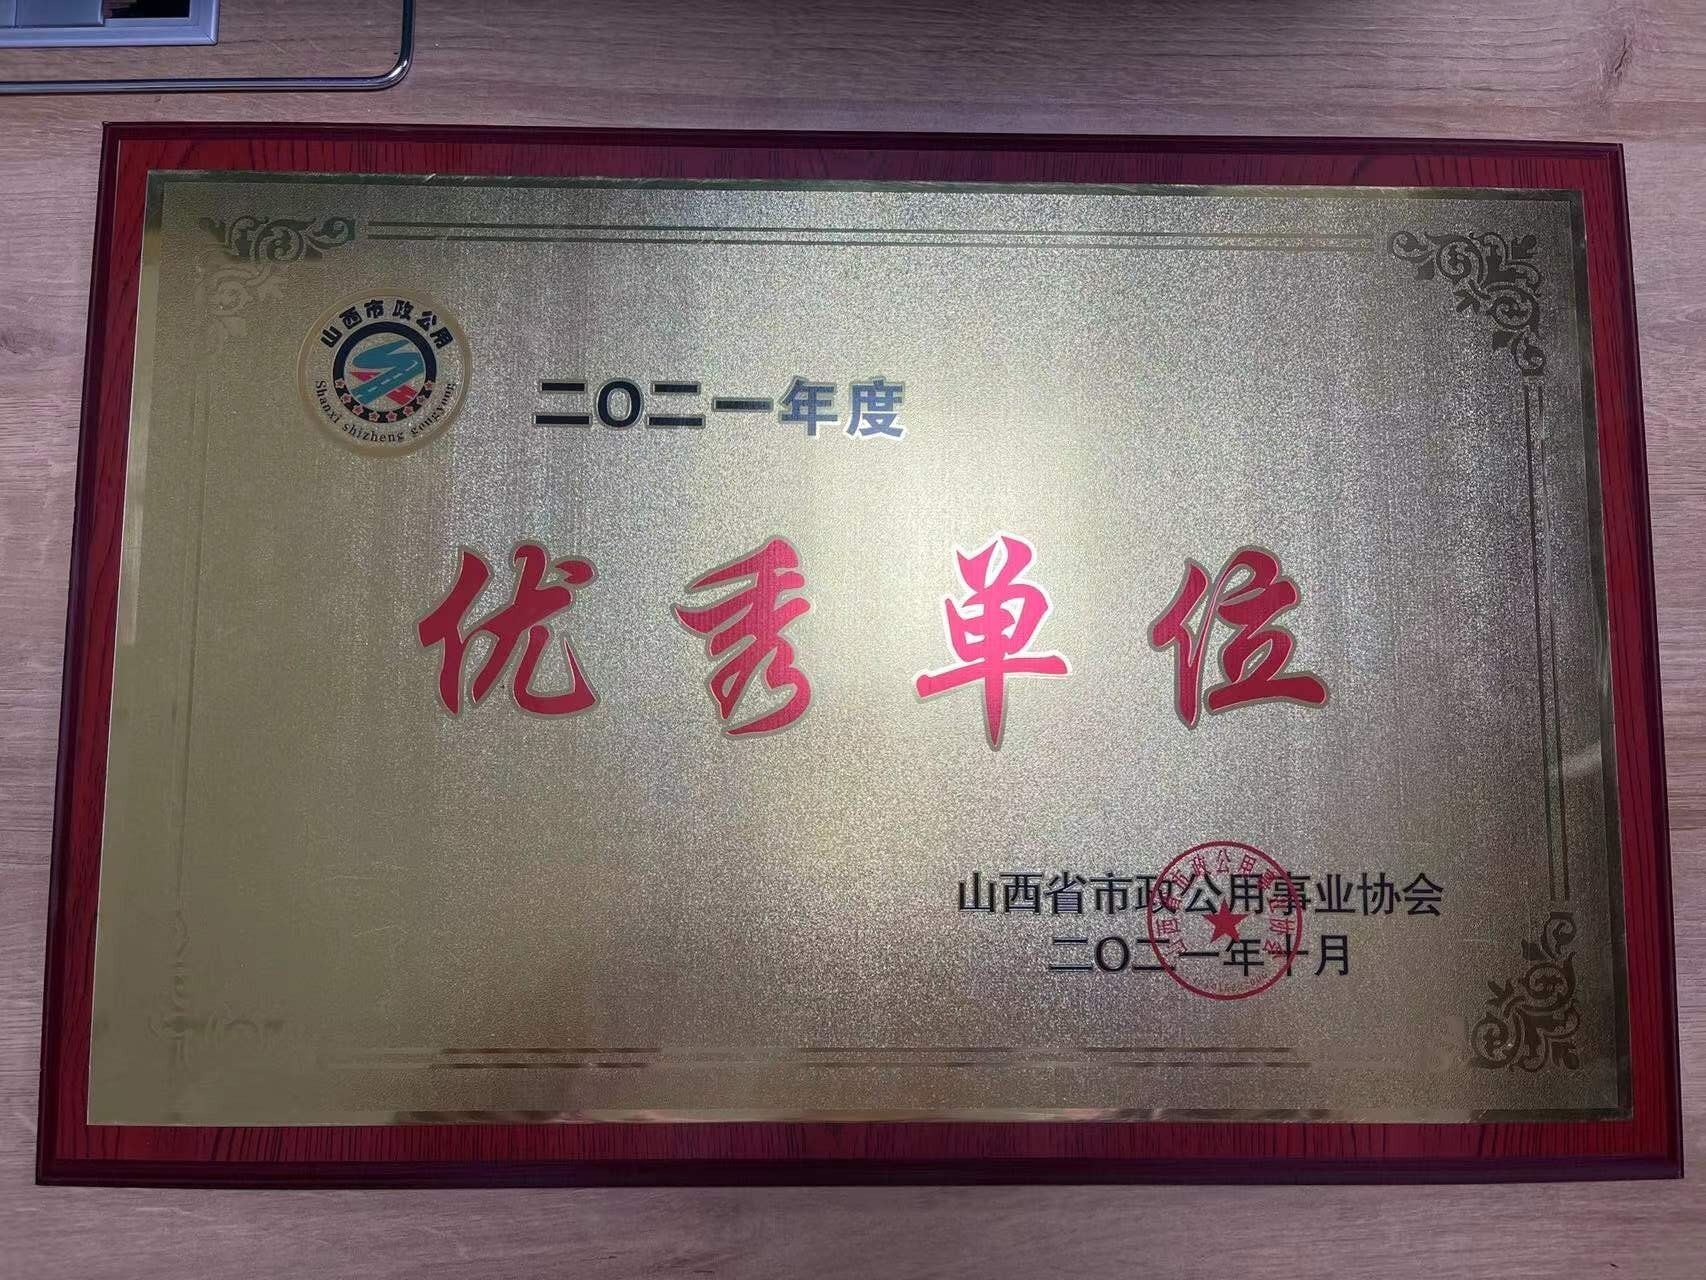 山西市政公用
Shanxi shizheng gongyong
二〇二一年度
优秀单位
山西省市政公用事业协会
二〇二一年十月